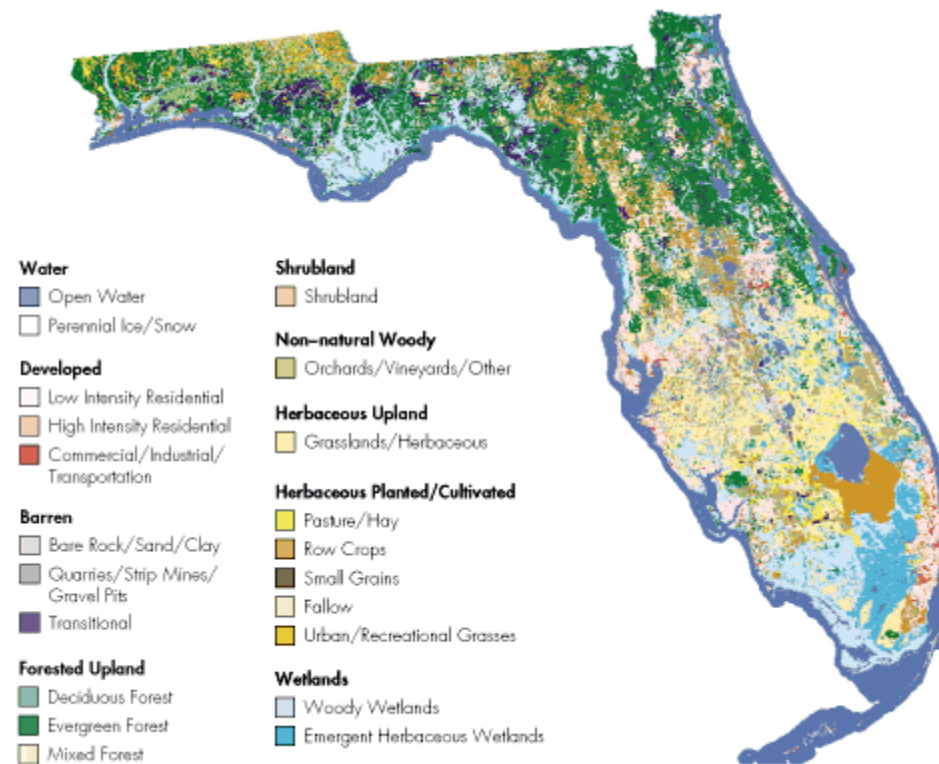 Water
Open Water
Perennial Ice/Snow
Developed
Low Intensity Residential
High Intensity Residential
Commercial/Industrial/
Transportation
Barren
Bare Rock/Sand/Clay
Quarries/Strip Mines/
Gravel Pits
Transitional
Forested Upland
Deciduous Forest
Evergreen Forest
Mixed Forest
Shrubland
Shrubland
Non–natural Woody
Orchards/Vineyards/Other
Herbaceous Upland
Grasslands/Herbaceous
Herbaceous Planted/Cultivated
Pasture/Hay
Row Crops
Small Grains
Fallow
Urban/Recreational Grasses
Wetlands
Woody Wetlands
Emergent Herbaceous Wetlands